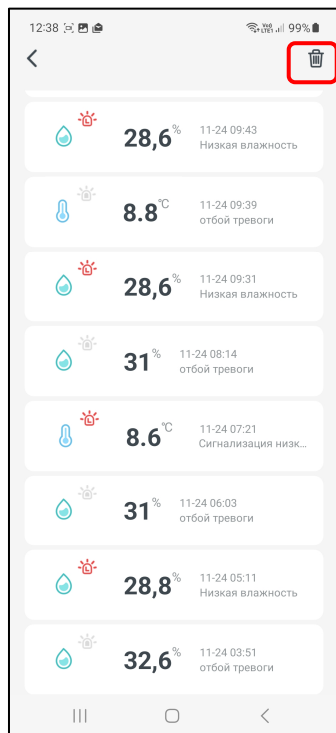 12:38 99%
28,6% 11-24 09:43
Низкая влажность
8.8℃ 11-24 09:39
отбой тревоги
28,6% 11-24 09:31
Низкая влажность
31% 11-24 08:14
отбой тревоги
8.6℃ 11-24 07:21
Сигнализация низк...
31% 11-24 06:03
отбой тревоги
28,8% 11-24 05:11
Низкая влажность
32,6% 11-24 03:51
отбой тревоги